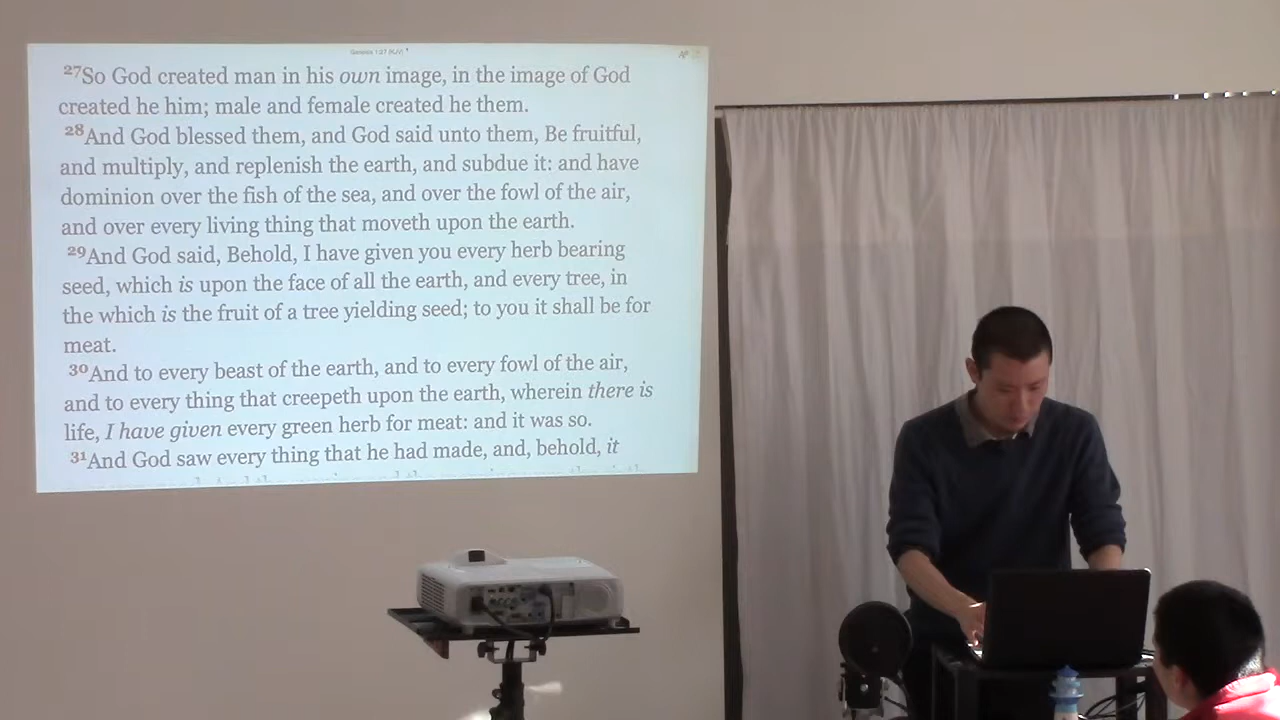 Genesis 1:27 (KJV)
27So God created man in his own image, in the image of God
created he him; male and female created he them.
28And God blessed them, and God said unto them, Be fruitful,
and multiply, and replenish the earth, and subdue it: and have
dominion over the fish of the sea, and over the fowl of the air,
and over every living thing that moveth upon the earth.
29And God said, Behold, I have given you every herb bearing
seed, which is upon the face of all the earth, and every tree, in
the which is the fruit of a tree yielding seed; to you it shall be for
meat.
30And to every beast of the earth, and to every fowl of the air,
and to every thing that creepeth upon the earth, wherein there is
life, I have given every green herb for meat: and it was so.
31And God saw every thing that he had made, and, behold, it